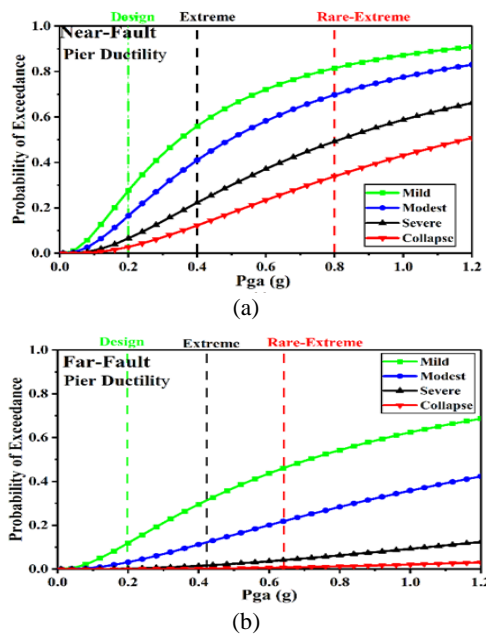 Design Extreme Rare-Extreme
Near-Fault
Pier Ductility
Probability of Exceedance
1.0
0.8
0.6
0.4
0.2
0.0
Mild
Modest
Severe
Collapse
0.0 0.2 0.4 0.6 0.8 1.0 1.2
Pga (g)
(a)
Design Extreme Rare-Extreme
Far-Fault
Pier Ductility
Probability of Exceedance
1.0
0.8
0.6
0.4
0.2
0.0
Mild
Modest
Severe
Collapse
0.0 0.2 0.4 0.6 0.8 1.0 1.2
Pga (g)
(b)